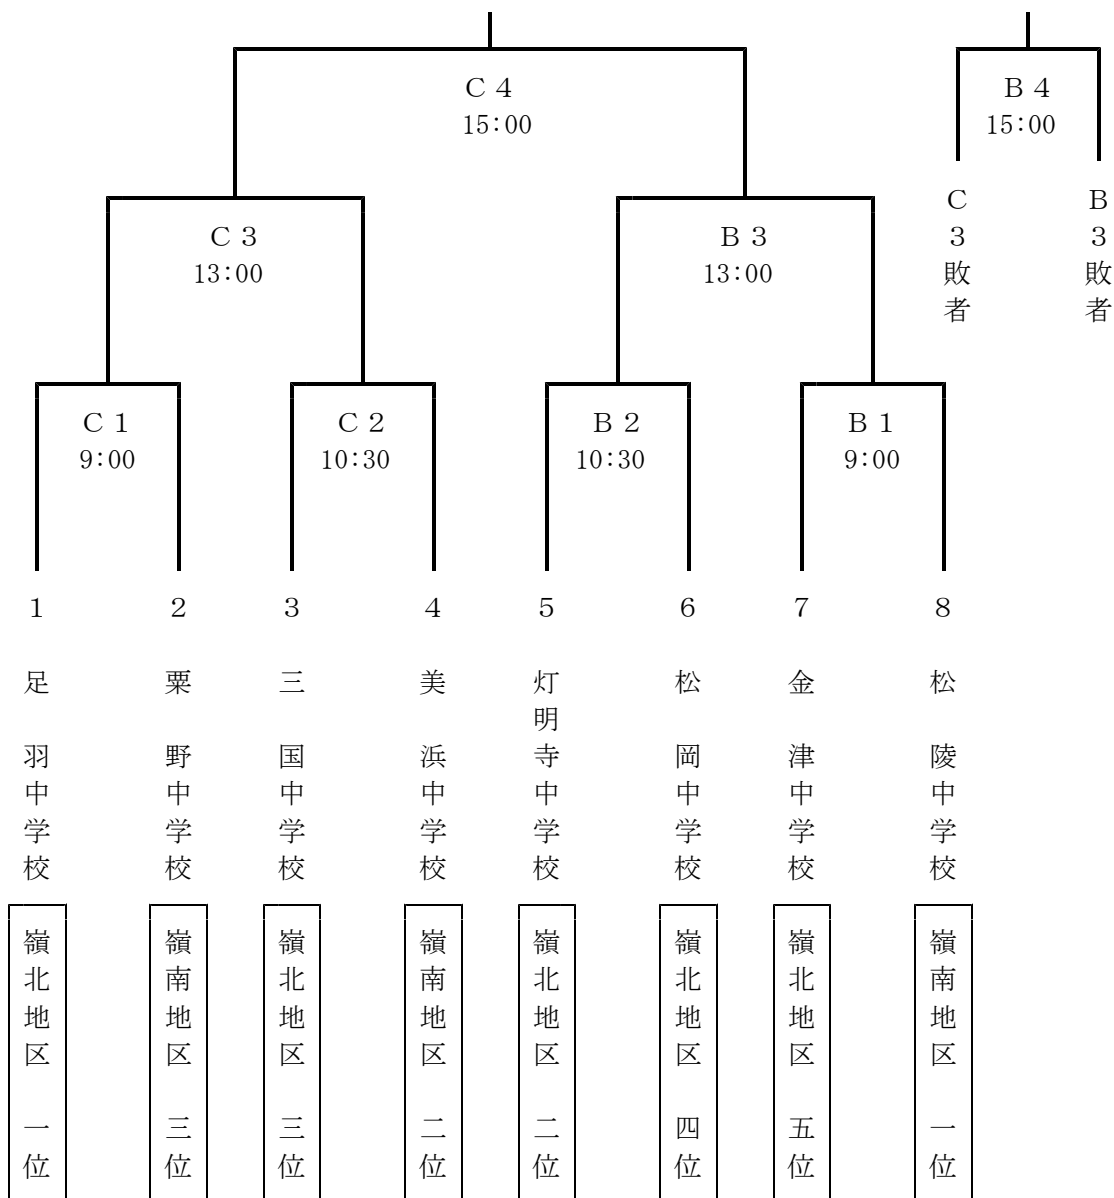 C4
15:00
B4
15:00
C3敗者
B3敗者
C3
13:00
B3
13:00
C1
9:00
C2
10:30
B2
10:30
B1
9:00
1 足羽中学校 嶺北地区 一位
2 粟野中学校 嶺南地区 三位
3 三国中学校 嶺北地区 三位
4 美浜中学校 嶺南地区 二位
5 灯明寺中学校 嶺北地区 二位
6 松岡中学校 嶺北地区 四位
7 金津中学校 嶺北地区 五位
8 松陵中学校 嶺南地区 一位